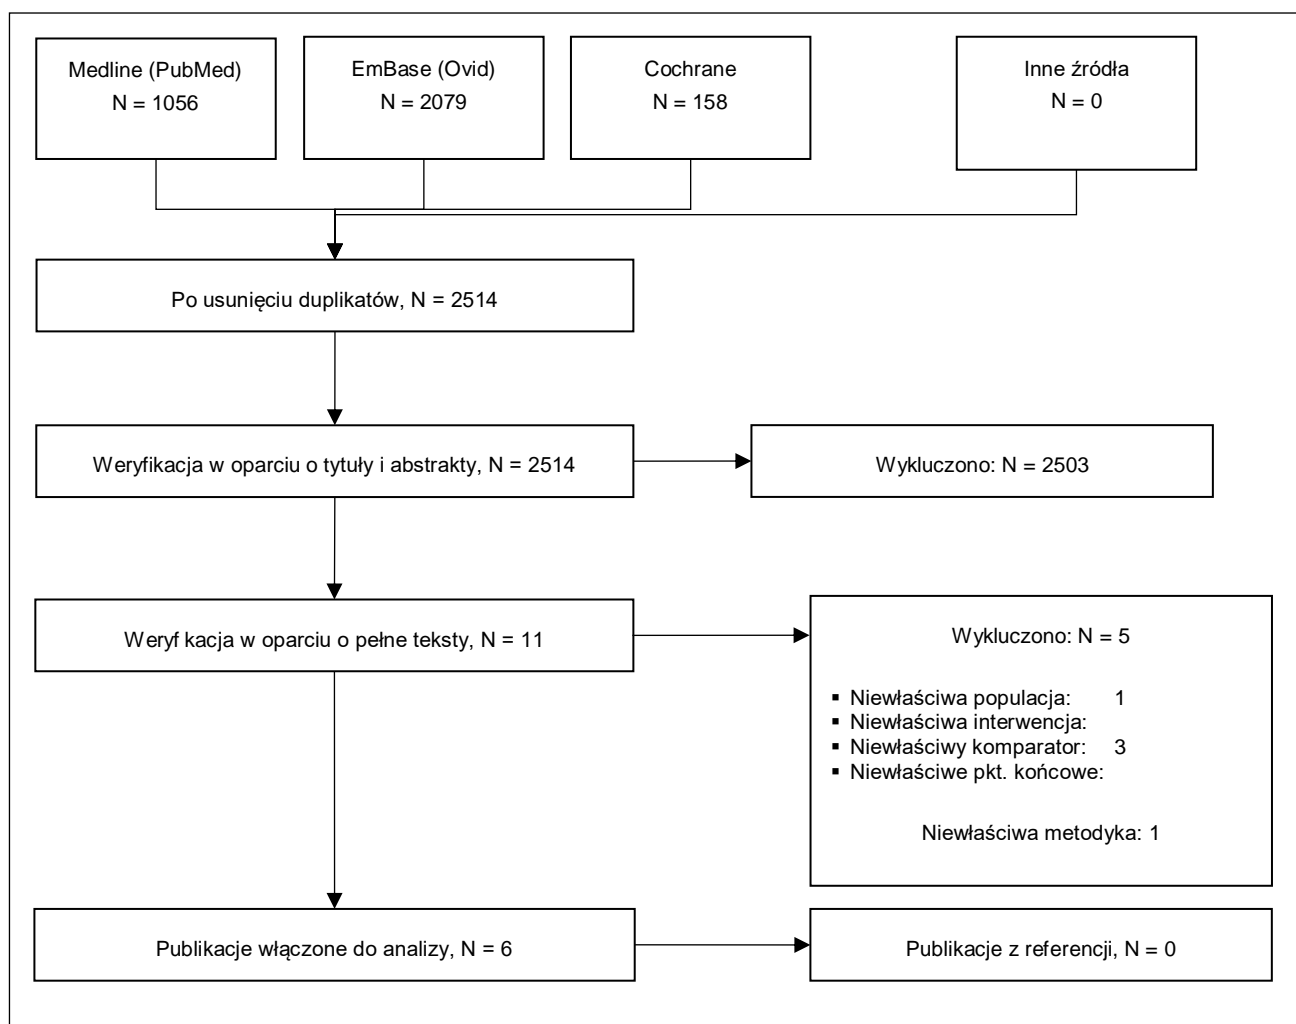 Medline (PubMed)
N = 1056
EmBase (Ovid)
N = 2079
Cochrane
N = 158
Inne źródła
N = 0
Po usunięciu duplikatów, N = 2514
Weryfikacja w oparciu o tytuły i abstrakty, N = 2514
Wykluczono: N = 2503
Weryf kacja w oparciu o pełne teksty, N = 11
Wykluczono: N = 5
▪ Niewłaściwa populacja: 1
▪ Niewłaściwa interwencja:
▪ Niewłaściwy komparator: 3
▪ Niewłaściwe pkt. końcowe:
Niewłaściwa metodyka: 1
Publikacje włączone do analizy, N = 6
Publikacje z referencji, N = 0